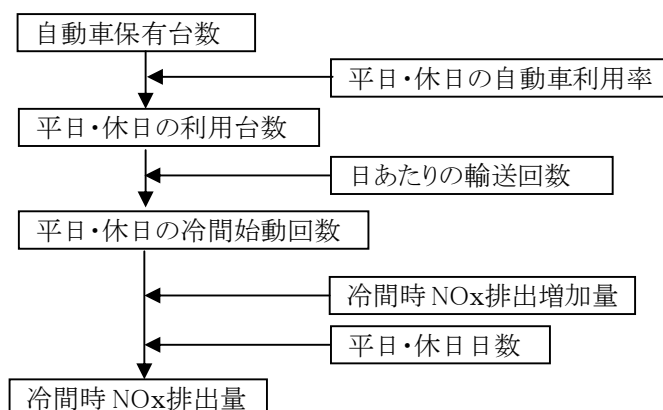 自動車保有台数
平日・休日の自動車利用率
平日・休日の利用台数
日あたりの輸送回数
平日・休日の冷間始動回数
冷間時 NOx排出増加量
平日・休日日数
冷間時 NOx排出量